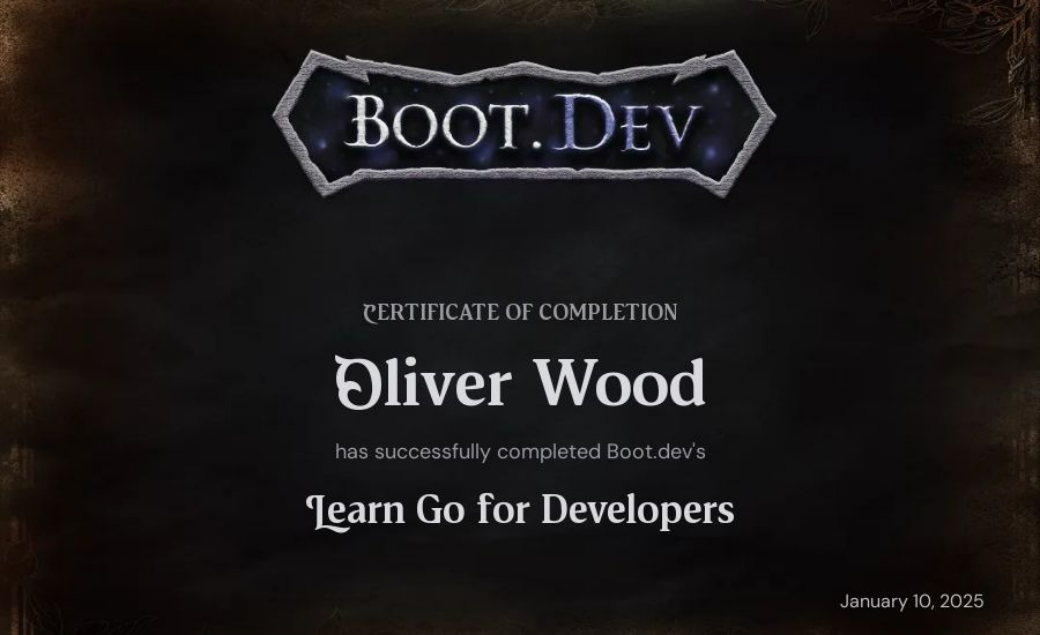 BOOT.DEV
CERTIFICATE OF COMPLETION
Oliver Wood
has successfully completed Boot.dev's
Learn Go for Developers
January 10, 2025